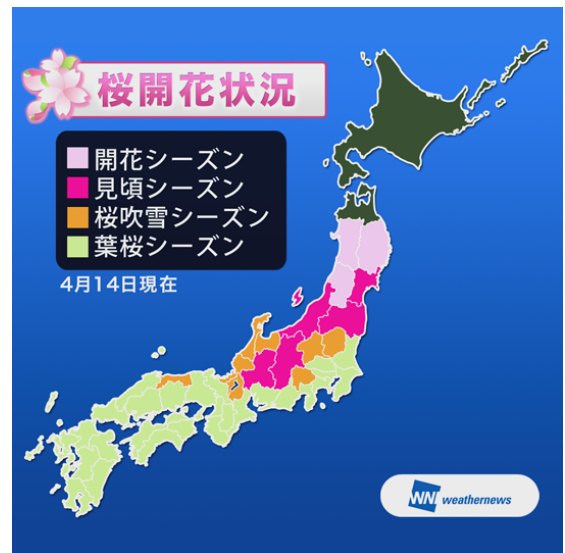 桜開花状況
開花シーズン
見頃シーズン
桜吹雪シーズン
葉桜シーズン
4月14日現在
WN weathernews